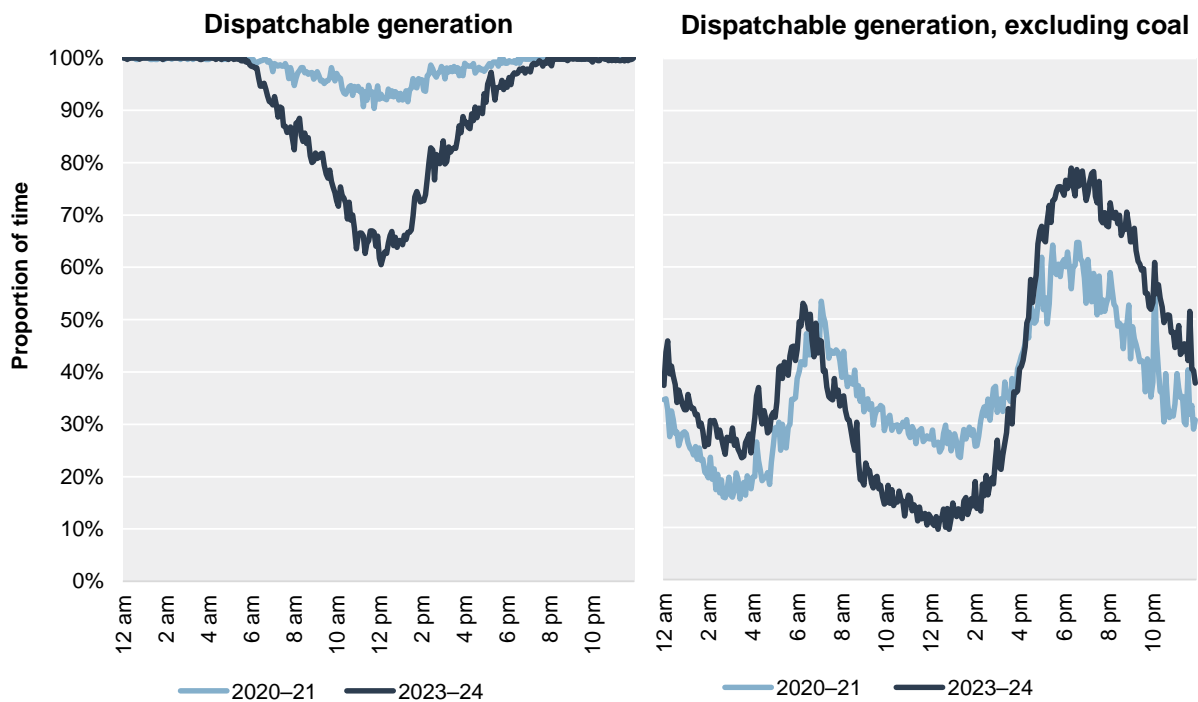 Dispatchable generation
Proportion of time
100%
90%
80%
70%
60%
50%
40%
30%
20%
10%
0%
12 am
2 am
4 am
6 am
8 am
10 am
12 pm
2 pm
4 pm
6 pm
8 pm
10 pm
2020–21
2023–24
Dispatchable generation, excluding coal
12 am
2 am
4 am
6 am
8 am
10 am
12 pm
2 pm
4 pm
6 pm
8 pm
10 pm
2020–21
2023–24